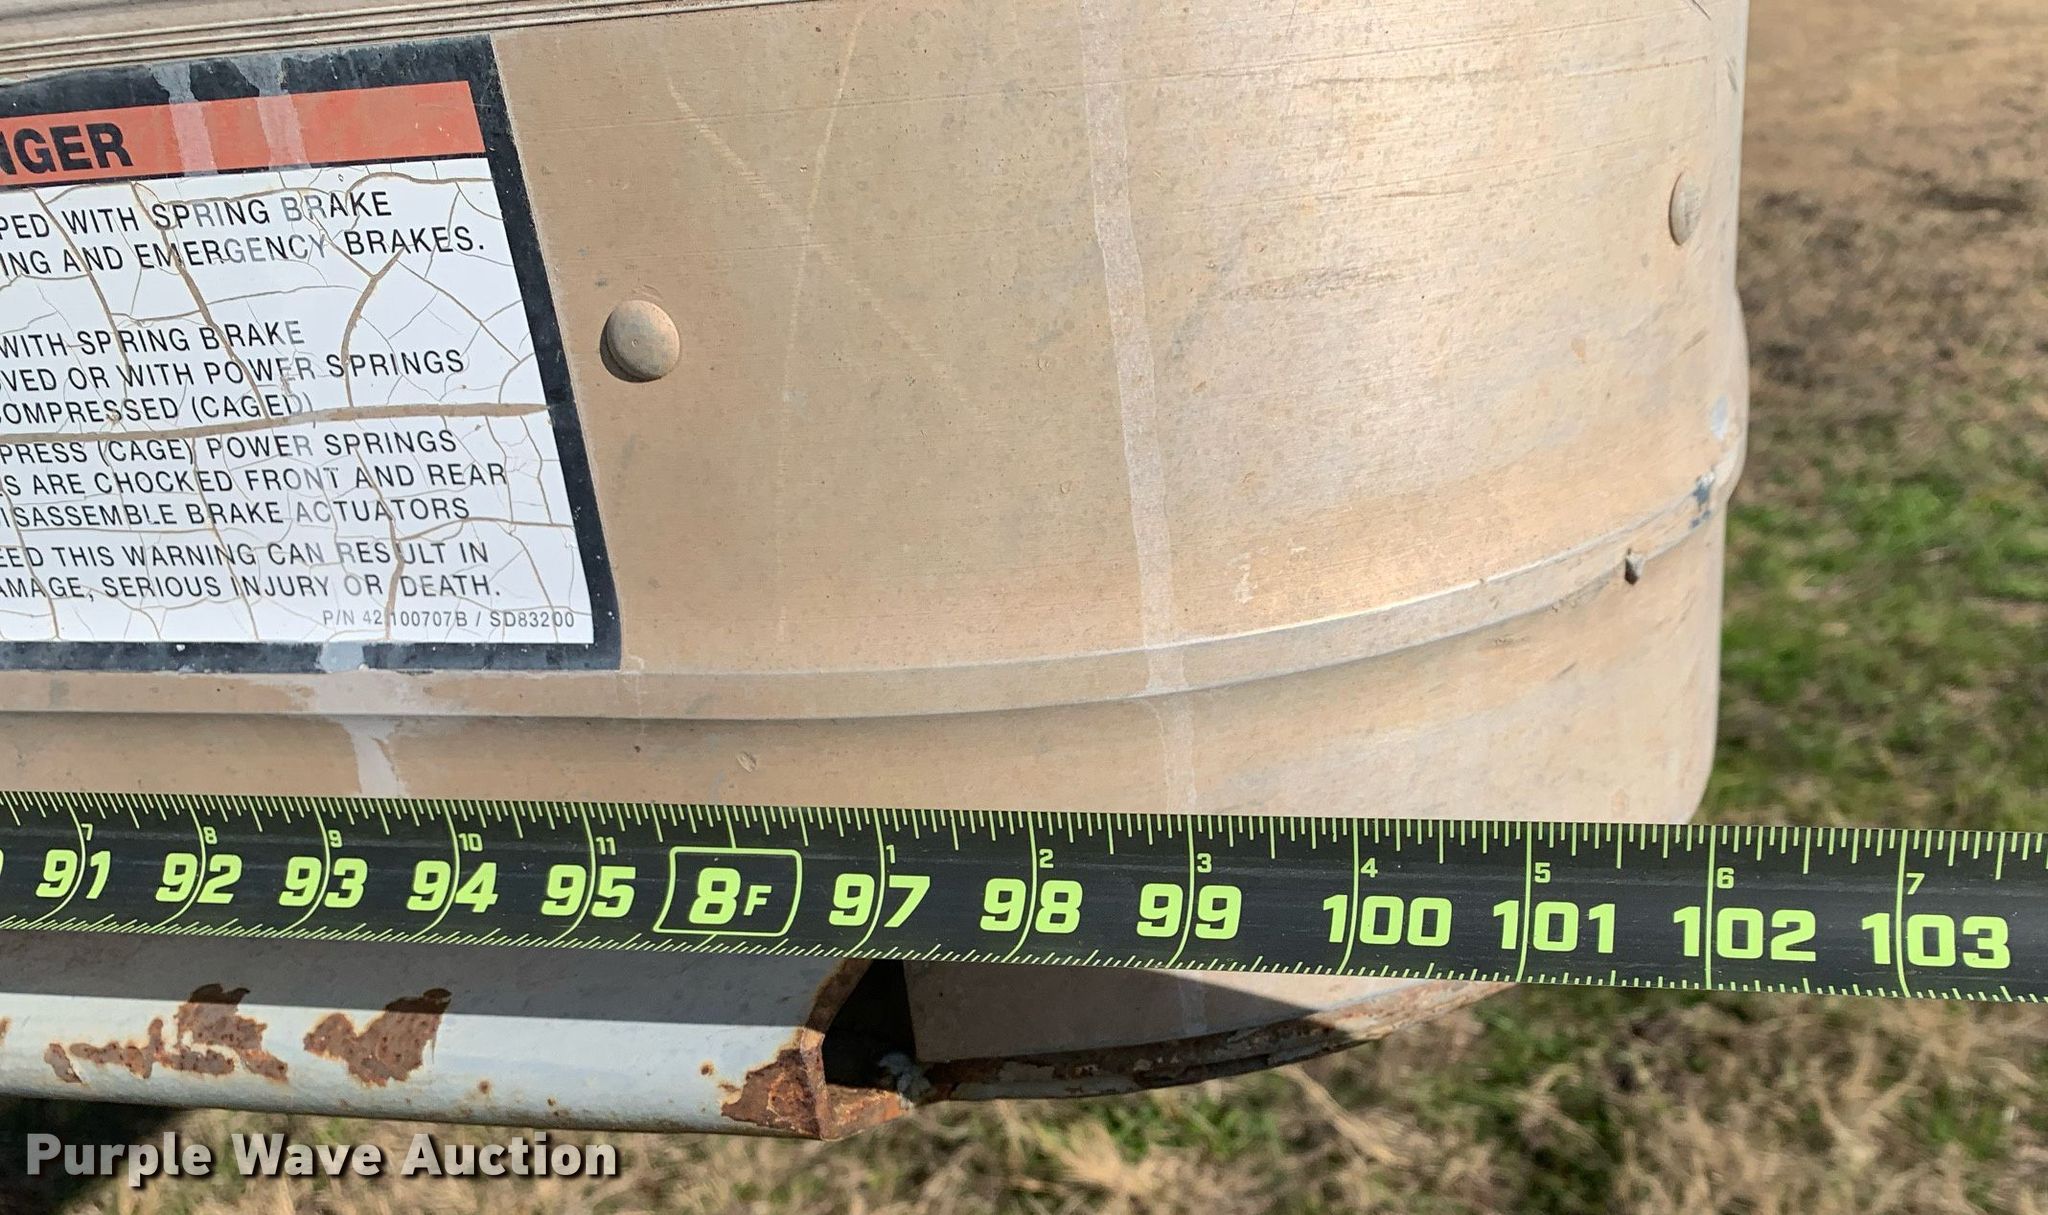 NGER
PED WITH SPRING BRAKE
ING AND EMERGENCY BRAKES.
WITH SPRING BRAKE
OVED OR WITH POWER SPRINGS
COMPRESSED (CAGED)
PRESS (CAGE) POWER SPRINGS
S ARE CHOCKED FRONT AND REAR
ISASSEMBLE BRAKE ACTUATORS
EED THIS WARNING CAN RESULT IN
AMAGE, SERIOUS INJURY OR DEATH.
P/N 42100707B / SD83200
7 8 9 10 11 1 2 3 4 5 6 7
91 92 93 94 95 8F 97 98 99 100 101 102 103
Purple Wave Auction